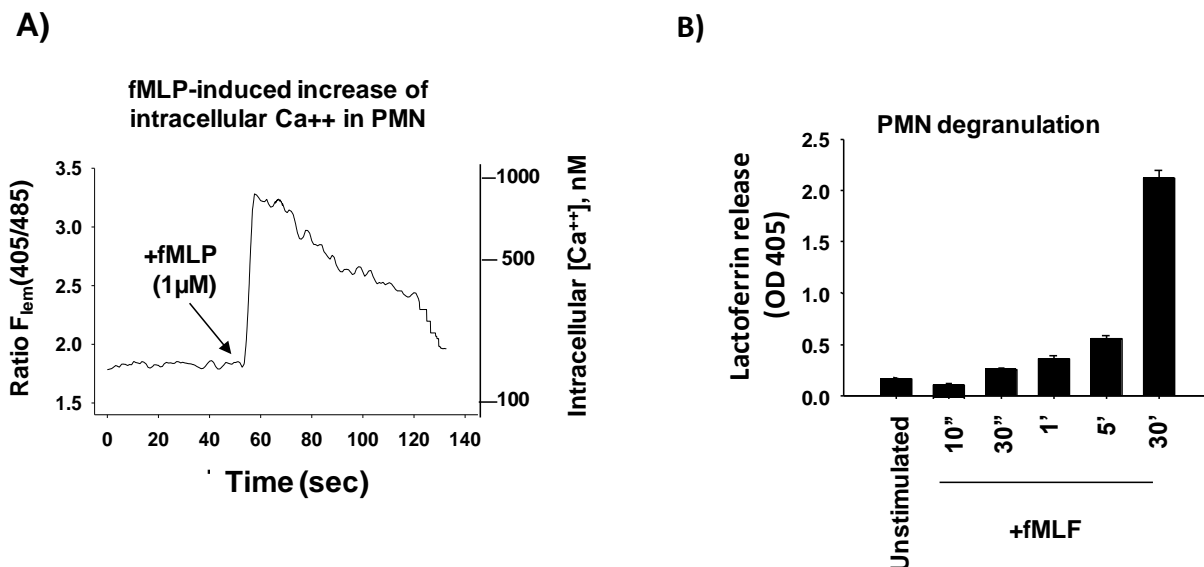 A)
fMLP-induced increase of
intracellular Ca++ in PMN
Ratio Flem(405/485)
3.5
3.0
2.5
2.0
1.5
+fMLP
(1µM)
1000
500
100
Intracellular [Ca++], nM
0 20 40 60 80 100 120 140
Time (sec)
B)
PMN degranulation
Lactoferrin release
(OD 405)
2.5
2.0
1.5
1.0
0.5
0.0
Unstimulated
10”
30”
1’
5’
30’
+fMLF